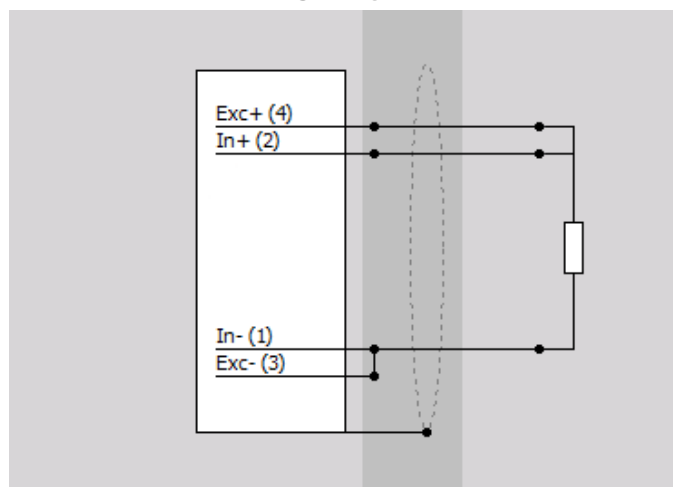 Exc+ (4)
In+ (2)
In- (1)
Exc- (3)